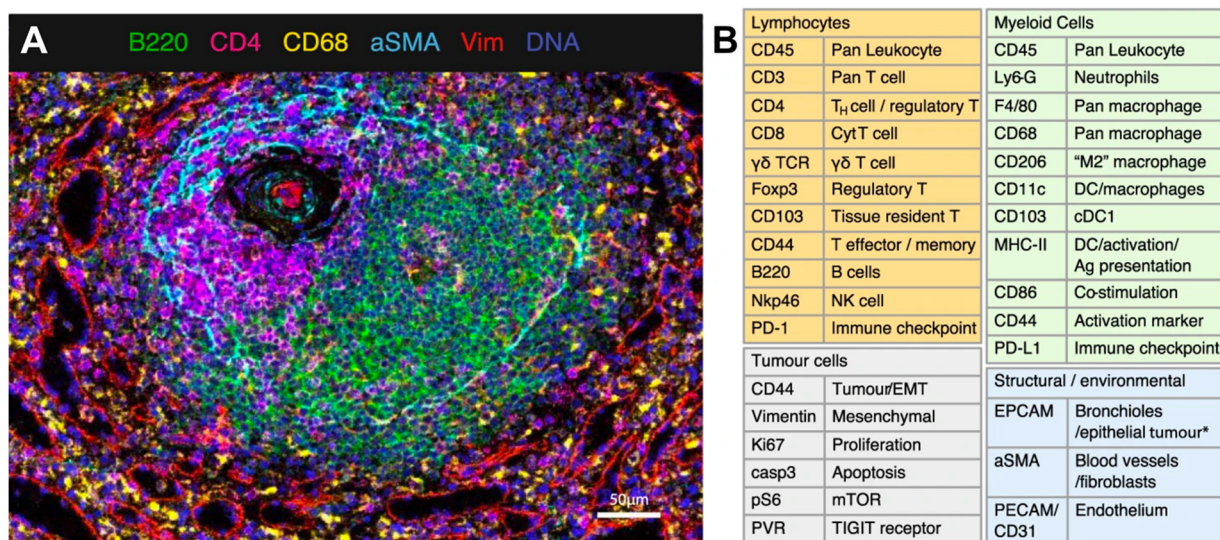 A
B220 CD4 CD68 aSMA Vim DNA
50μm
B
Lymphocytes
CD45 Pan Leukocyte
CD3 Pan T cell
CD4 TH cell / regulatory T
CD8 CytT cell
γδ TCR γδ T cell
Foxp3 Regulatory T
CD103 Tissue resident T
CD44 T effector / memory
B220 B cells
Nkp46 NK cell
PD-1 Immune checkpoint
Tumour cells
CD44 Tumour/EMT
Vimentin Mesenchymal
Ki67 Proliferation
casp3 Apoptosis
pS6 mTOR
PVR TIGIT receptor
Myeloid Cells
CD45 Pan Leukocyte
Ly6-G Neutrophils
F4/80 Pan macrophage
CD68 Pan macrophage
CD206 “M2” macrophage
CD11c DC/macrophages
CD103 cDC1
MHC-II DC/activation/
Ag presentation
CD86 Co-stimulation
CD44 Activation marker
PD-L1 Immune checkpoint
Structural / environmental
EPCAM Bronchioles
/epithelial tumour*
aSMA Blood vessels
/fibroblasts
PECAM/ Endothelium
CD31